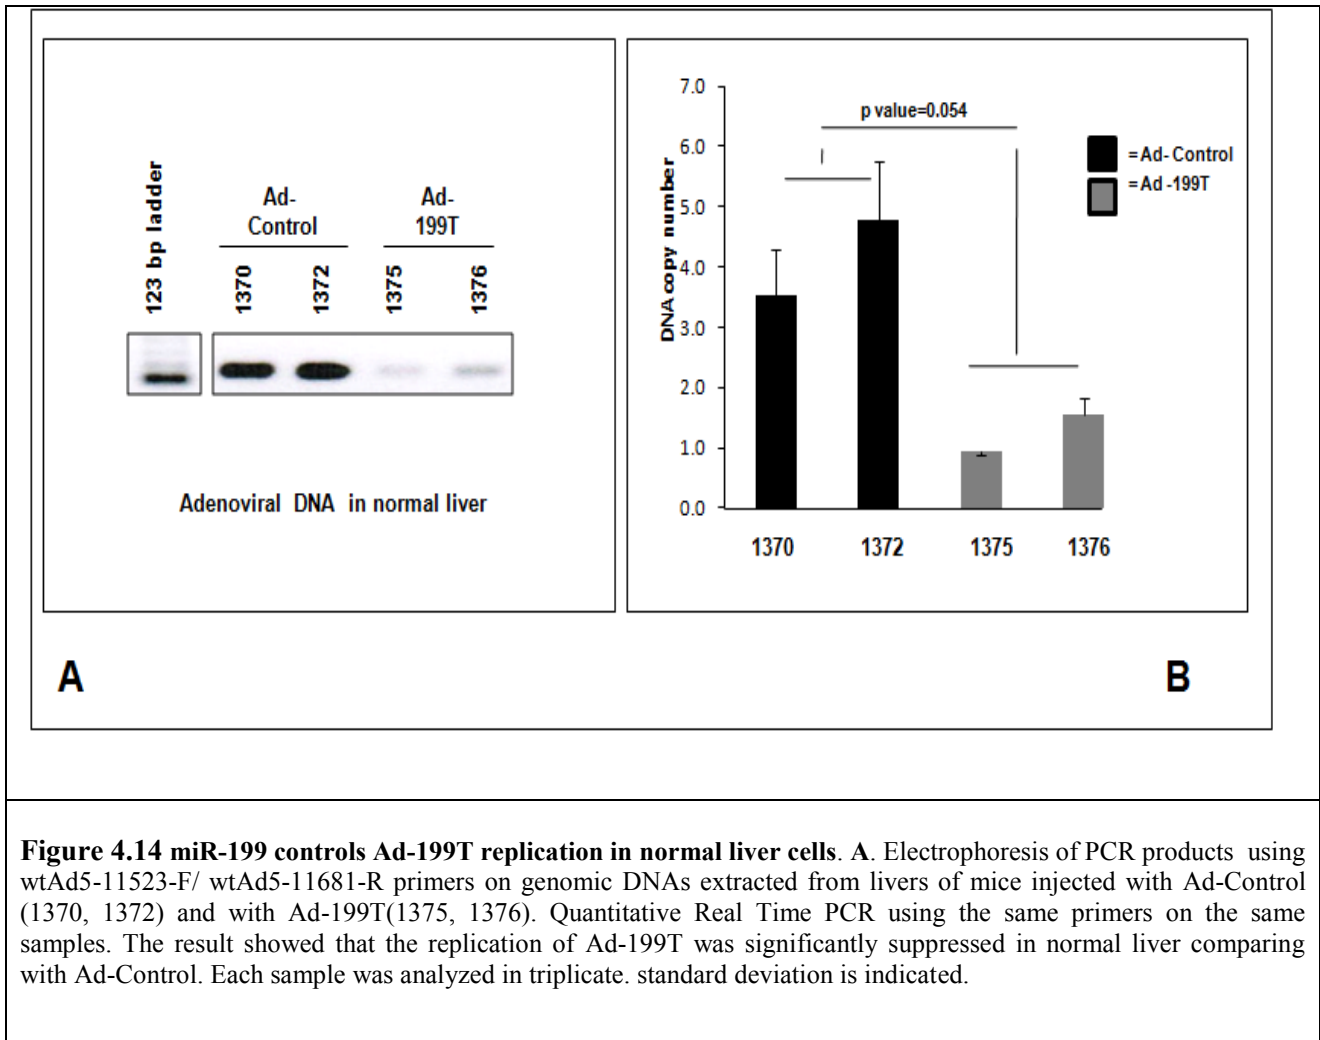 123 bp ladder
Ad-
Control
Ad-
199T
1370
1372
1375
1376
Adenoviral DNA in normal liver
A
7.0
6.0
5.0
4.0
3.0
2.0
1.0
0.0
DNA copy number
p value=0.054
=Ad- Control
=Ad -199T
1370
1372
1375
1376
B
Figure 4.14 miR-199 controls Ad-199T replication in normal liver cells. A. Electrophoresis of PCR products using
wtAd5-11523-F/ wtAd5-11681-R primers on genomic DNAs extracted from livers of mice injected with Ad-Control
(1370, 1372) and with Ad-199T(1375, 1376). Quantitative Real Time PCR using the same primers on the same
samples. The result showed that the replication of Ad-199T was significantly suppressed in normal liver comparing
with Ad-Control. Each sample was analyzed in triplicate. standard deviation is indicated.